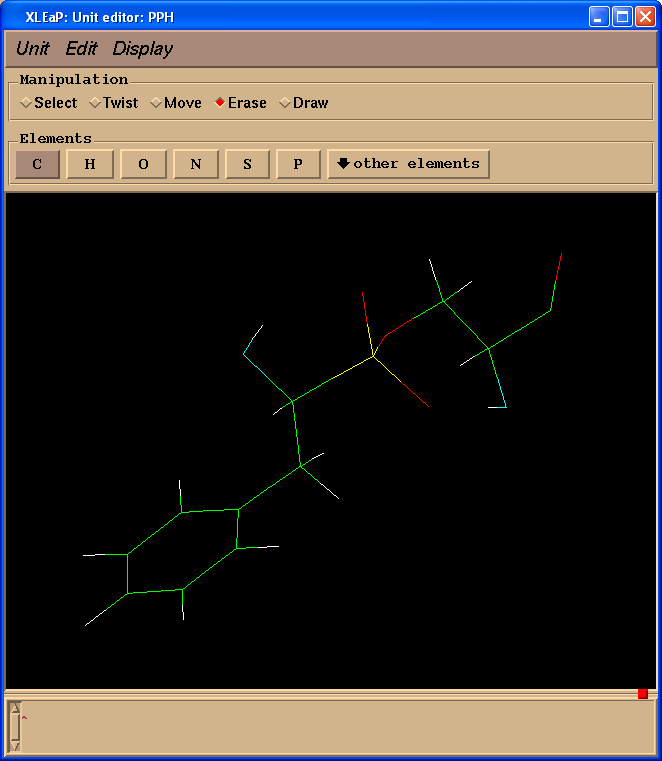 XLEaP: Unit editor: PPH
Unit Edit Display
Manipulation
Select Twist Move Erase Draw
Elements
C H O N S P other elements
^